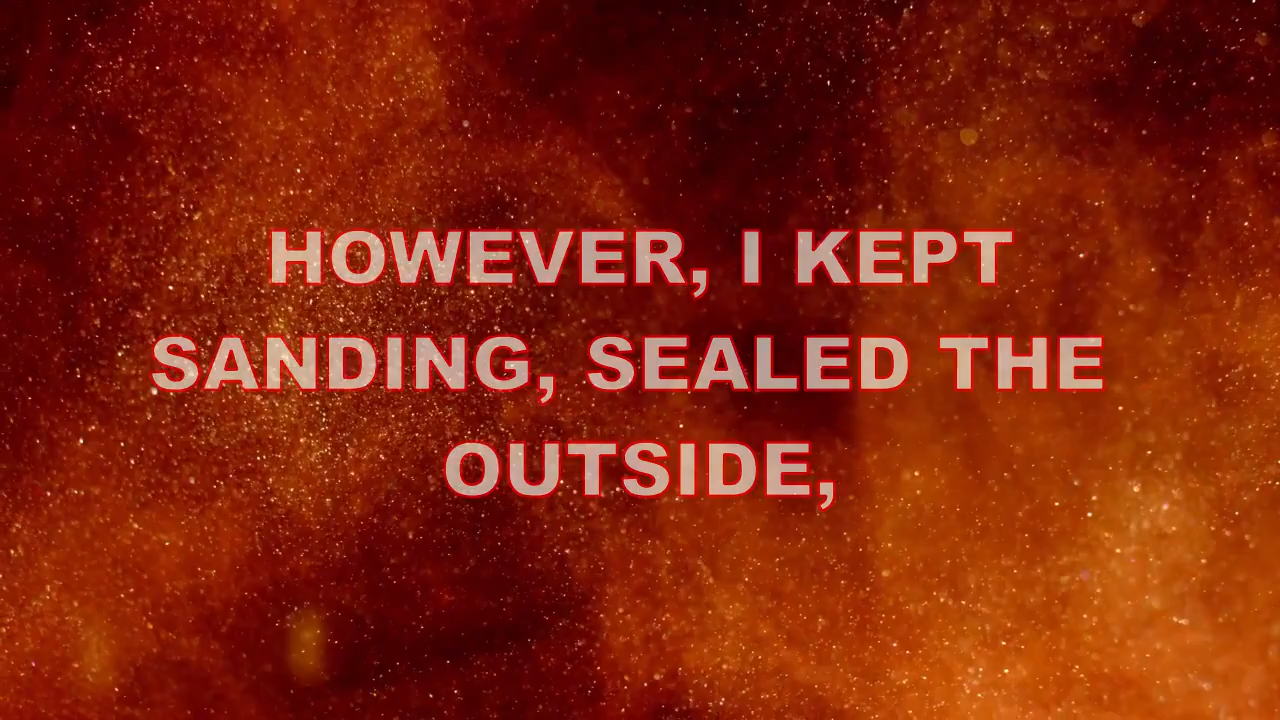 HOWEVER, I KEPT
SANDING, SEALED THE
OUTSIDE,